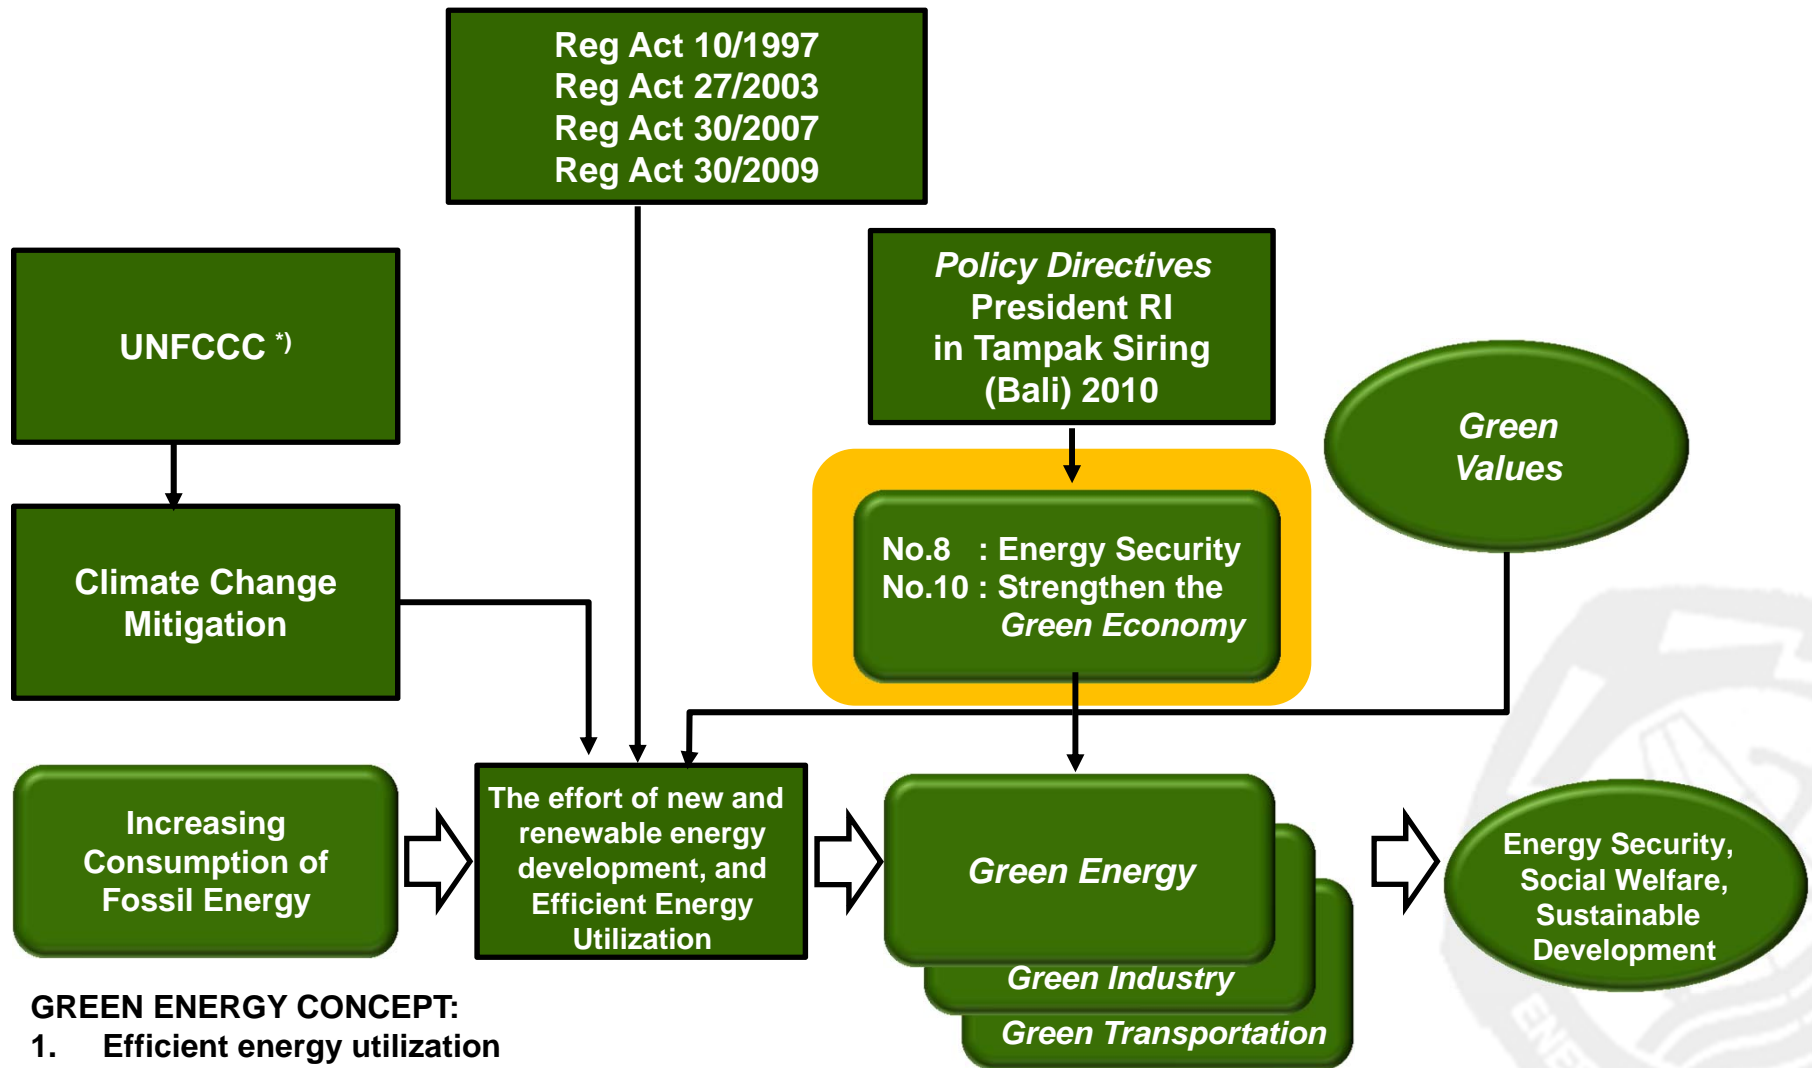 Reg Act 10/1997
Reg Act 27/2003
Reg Act 30/2007
Reg Act 30/2009
UNFCCC *)
Policy Directives
President RI
in Tampak Siring
(Bali) 2010
Green
Values
No.8 : Energy Security
No.10 : Strengthen the
Green Economy
Climate Change
Mitigation
Increasing
Consumption of
Fossil Energy
The effort of new and
renewable energy
development, and
Efficient Energy
Utilization
Green Energy
Green Industry
Green Transportation
Energy Security,
Social Welfare,
Sustainable
Development
GREEN ENERGY CONCEPT:
1. Efficient energy utilization